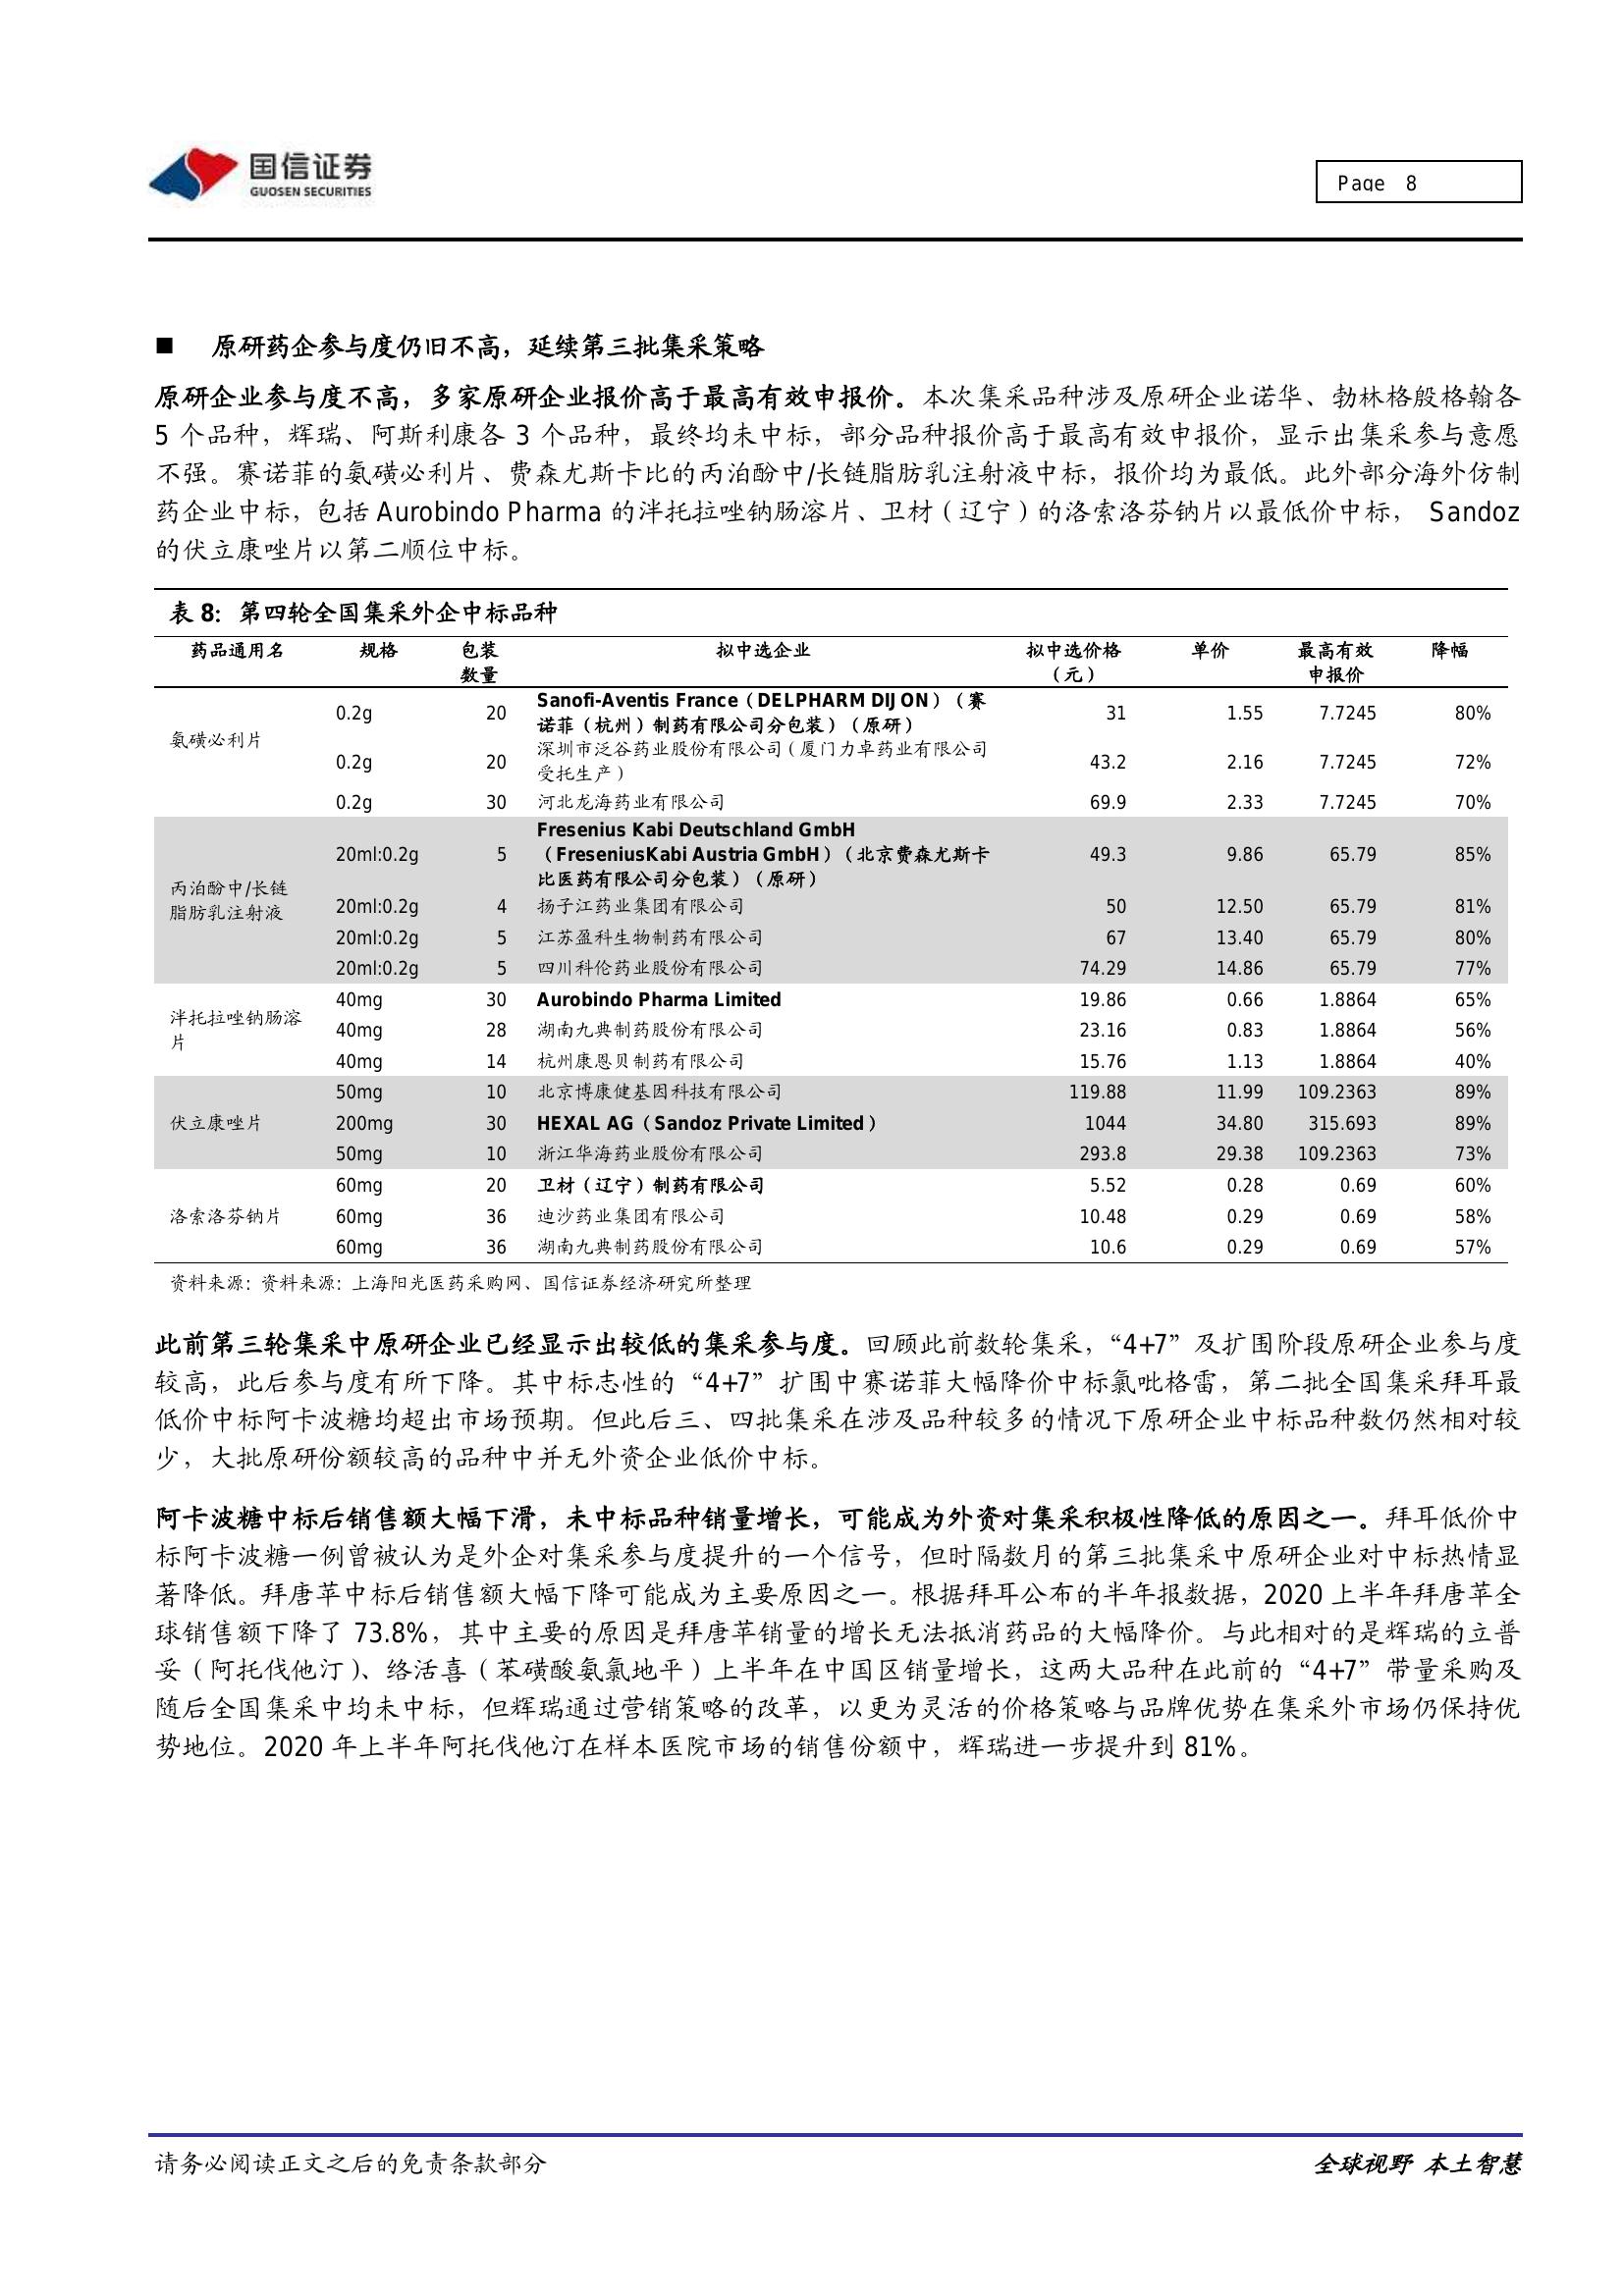 国信证券
GUOSEN SECURITIES
Page 8
■ 原研药企参与度仍旧不高，延续第三批集采策略
原研企业参与度不高，多家原研企业报价高于最高有效申报价。本次集采品种涉及原研企业诺华、勃林格殷格翰各
5 个品种，辉瑞、阿斯利康各 3 个品种，最终均未中标，部分品种报价高于最高有效申报价，显示出集采参与意愿
不强。赛诺菲的氨磺必利片、费森尤斯卡比的丙泊酚中/长链脂肪乳注射液中标，报价均为最低。此外部分海外仿制
药企业中标，包括 Aurobindo Pharma 的泮托拉唑钠肠溶片、卫材（辽宁）的洛索洛芬钠片以最低价中标， Sandoz
的伏立康唑片以第二顺位中标。
表 8：第四轮全国集采外企中标品种
药品通用名 规格 包装数量 拟中选企业 拟中选价格（元） 单价 最高有效申报价 降幅
氨磺必利片
0.2g 20 Sanofi-Aventis France（DELPHARM DIJON）（赛诺菲（杭州）制药有限公司分包装）（原研） 31 1.55 7.7245 80%
0.2g 20 深圳市泛谷药业股份有限公司（厦门力卓药业有限公司受托生产） 43.2 2.16 7.7245 72%
0.2g 30 河北龙海药业有限公司 69.9 2.33 7.7245 70%
丙泊酚中/长链脂肪乳注射液
20ml:0.2g 5 Fresenius Kabi Deutschland GmbH（FreseniusKabi Austria GmbH）（北京费森尤斯卡比医药有限公司分包装）（原研） 49.3 9.86 65.79 85%
20ml:0.2g 4 扬子江药业集团有限公司 50 12.50 65.79 81%
20ml:0.2g 5 江苏盈科生物制药有限公司 67 13.40 65.79 80%
20ml:0.2g 5 四川科伦药业股份有限公司 74.29 14.86 65.79 77%
泮托拉唑钠肠溶片
40mg 30 Aurobindo Pharma Limited 19.86 0.66 1.8864 65%
40mg 28 湖南九典制药股份有限公司 23.16 0.83 1.8864 56%
40mg 14 杭州康恩贝制药有限公司 15.76 1.13 1.8864 40%
伏立康唑片
50mg 10 北京博康健基因科技有限公司 119.88 11.99 109.2363 89%
200mg 30 HEXAL AG（Sandoz Private Limited） 1044 34.80 315.693 89%
50mg 10 浙江华海药业股份有限公司 293.8 29.38 109.2363 73%
洛索洛芬钠片
60mg 20 卫材（辽宁）制药有限公司 5.52 0.28 0.69 60%
60mg 36 迪沙药业集团有限公司 10.48 0.29 0.69 58%
60mg 36 湖南九典制药股份有限公司 10.6 0.29 0.69 57%
资料来源：资料来源：上海阳光医药采购网、国信证券经济研究所整理
此前第三轮集采中原研企业已经显示出较低的集采参与度。回顾此前数轮集采，“4+7”及扩围阶段原研企业参与度
较高，此后参与度有所下降。其中标志性的“4+7”扩围中赛诺菲大幅降价中标氯吡格雷，第二批全国集采拜耳最
低价中标阿卡波糖均超出市场预期。但此后三、四批集采在涉及品种较多的情况下原研企业中标品种数仍然相对较
少，大批原研份额较高的品种中并无外资企业低价中标。
阿卡波糖中标后销售额大幅下滑，未中标品种销量增长，可能成为外资对集采积极性降低的原因之一。拜耳低价中
标阿卡波糖一例曾被认为是外企对集采参与度提升的一个信号，但时隔数月的第三批集采中原研企业对中标热情显
著降低。拜唐苹中标后销售额大幅下降可能成为主要原因之一。根据拜耳公布的半年报数据，2020 上半年拜唐苹全
球销售额下降了 73.8%，其中主要的原因是拜唐苹销量的增长无法抵消药品的大幅降价。与此相对的是辉瑞的立普
妥（阿托伐他汀）、络活喜（苯磺酸氨氯地平）上半年在中国区销量增长，这两大品种在此前的“4+7”带量采购及
随后全国集采中均未中标，但辉瑞通过营销策略的改革，以更为灵活的价格策略与品牌优势在集采外市场仍保持优
势地位。2020 年上半年阿托伐他汀在样本医院市场的销售份额中，辉瑞进一步提升到 81%。
请务必阅读正文之后的免责条款部分
全球视野 本土智慧